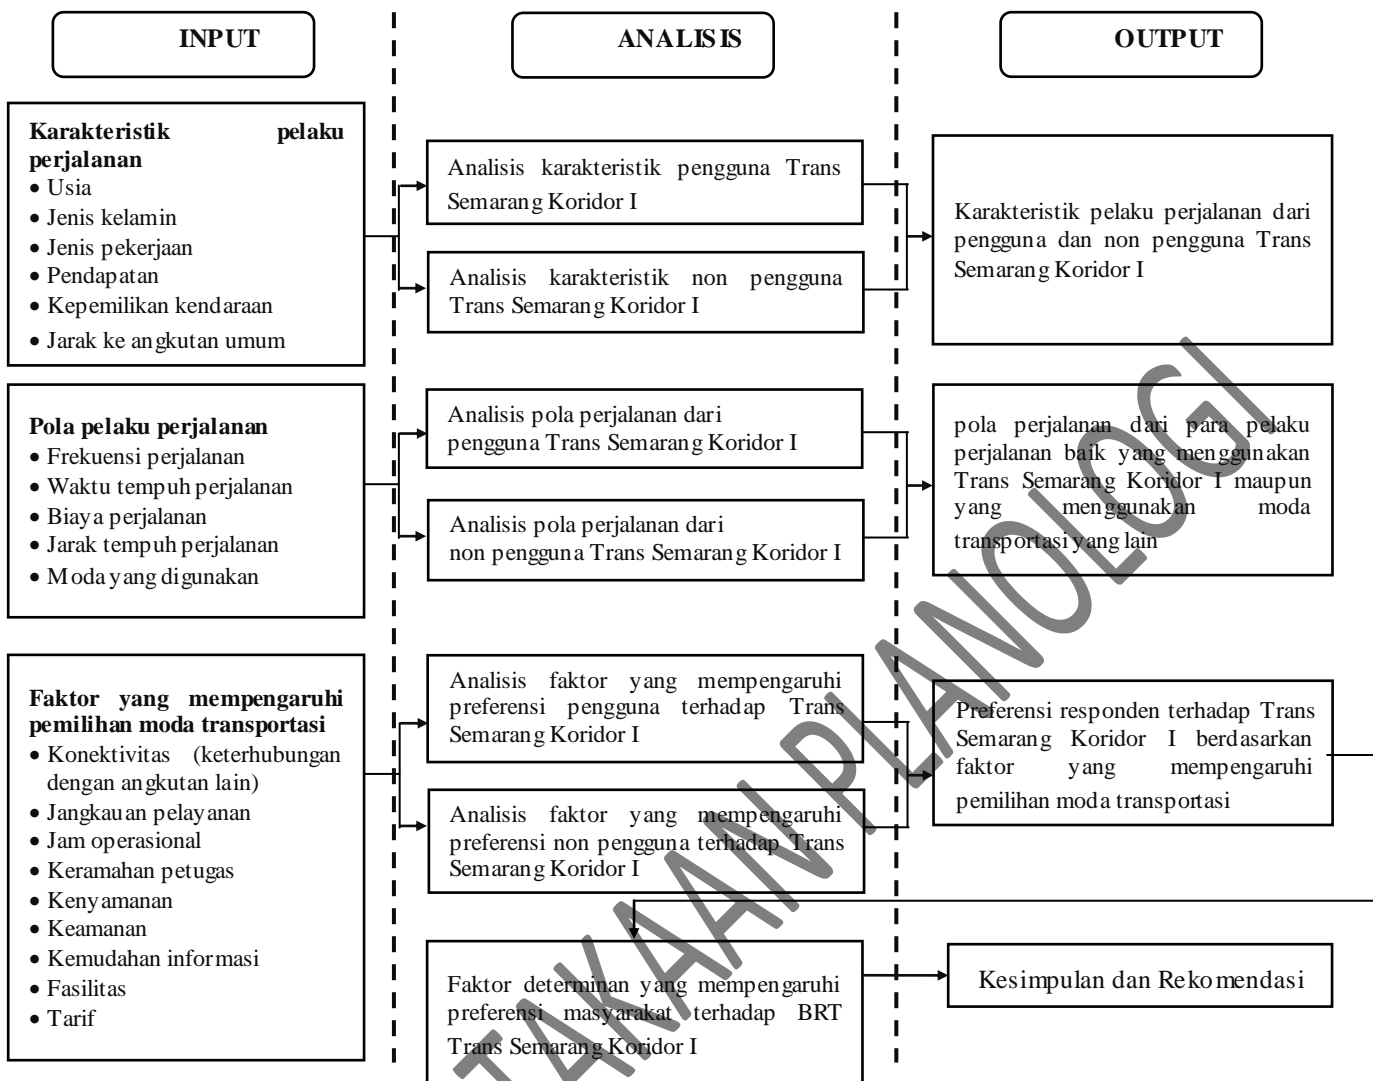 INPUT
ANALISIS
OUTPUT
Karakteristik pelaku
perjalanan
• Usia
• Jenis kelamin
• Jenis pekerjaan
• Pendapatan
• Kepemilikan kendaraan
• Jarak ke angkutan umum
Analisis karakteristik pengguna Trans
Semarang Koridor I
Analisis karakteristik non pengguna
Trans Semarang Koridor I
Karakteristik pelaku perjalanan dari
pengguna dan non pengguna Trans
Semarang Koridor I
Pola pelaku perjalanan
• Frekuensi perjalanan
• Waktu tempuh perjalanan
• Biaya perjalanan
• Jarak tempuh perjalanan
• Moda yang digunakan
Analisis pola perjalanan dari
pengguna Trans Semarang Koridor I
Analisis pola perjalanan dari
non pengguna Trans Semarang Koridor I
pola perjalanan dari para pelaku
perjalanan baik yang menggunakan
Trans Semarang Koridor I maupun
yang menggunakan moda
transportasi yang lain
Faktor yang mempengaruhi
pemilihan moda transportasi
• Konektivitas (keterhubungan
dengan angkutan lain)
• Jangkauan pelayanan
• Jam operasional
• Keramahan petugas
• Kenyamanan
• Keamanan
• Kemudahan informasi
• Fasilitas
• Tarif
Analisis faktor yang mempengaruhi
preferensi pengguna terhadap Trans
Semarang Koridor I
Analisis faktor yang mempengaruhi
preferensi non pengguna terhadap Trans
Semarang Koridor I
Preferensi responden terhadap Trans
Semarang Koridor I berdasarkan
faktor yang mempengaruhi
pemilihan moda transportasi
Faktor determinan yang mempengaruhi
preferensi masyarakat terhadap BRT
Trans Semarang Koridor I
Kesimpulan dan Rekomendasi
TAKAAN PLANOLOGI